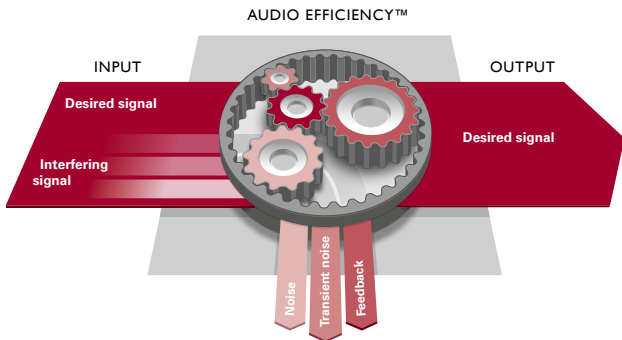 AUDIO EFFICIENCY™
INPUT
OUTPUT
Desired signal
Desired signal
Interfering
signal
Noise
Transient noise
Feedback